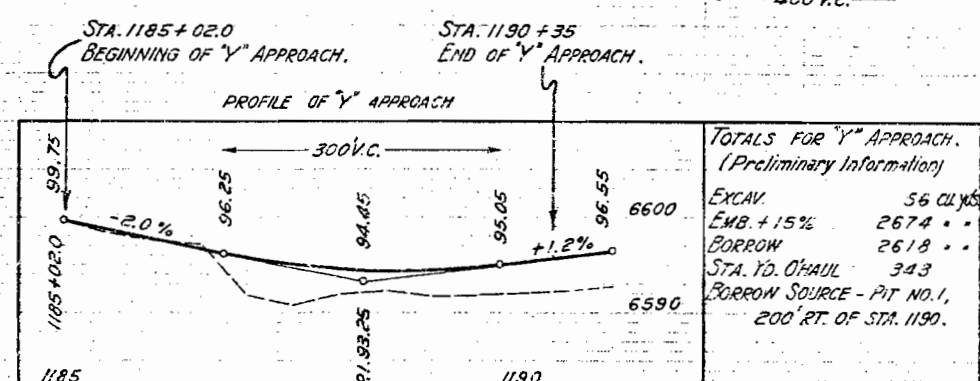 400'V.C.
STA. 1185+02.0
BEGINNING OF "Y" APPROACH.
STA. 1190+35
END OF "Y" APPROACH.
PROFILE OF "Y" APPROACH
300'V.C.
99.75
96.25
94.45
95.05
96.55
6600
-2.0%
+1.2%
1185+02.0
6590
P.I. 93.25
1185
1190
TOTALS FOR "Y" APPROACH.
(Preliminary Information)
EXCAV. 56 CU. YDS.
EMB. + 15% 2674 " "
BORROW 2618 " "
STA. YD. O'HAUL 343
BORROW SOURCE - PIT NO. 1,
200' RT. OF STA. 1190.